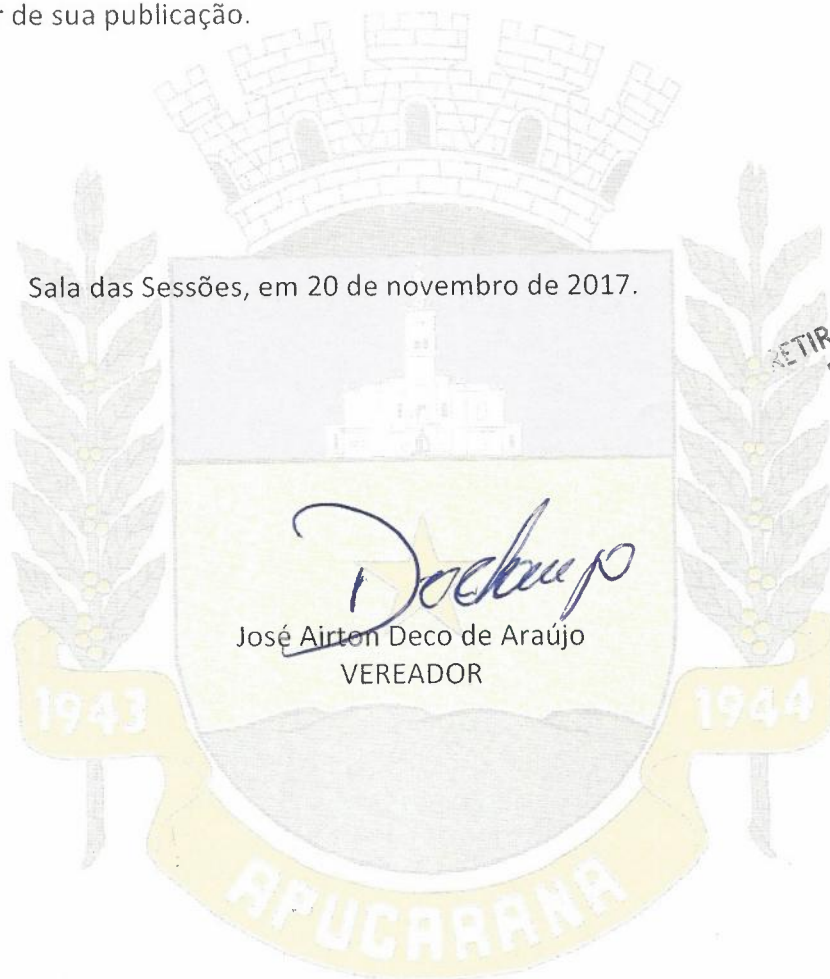 r de sua publicação.
Sala das Sessões, em 20 de novembro de 2017.
RETIR
José Airton Deco de Araújo
VEREADOR
1943
1944
APUCARANA